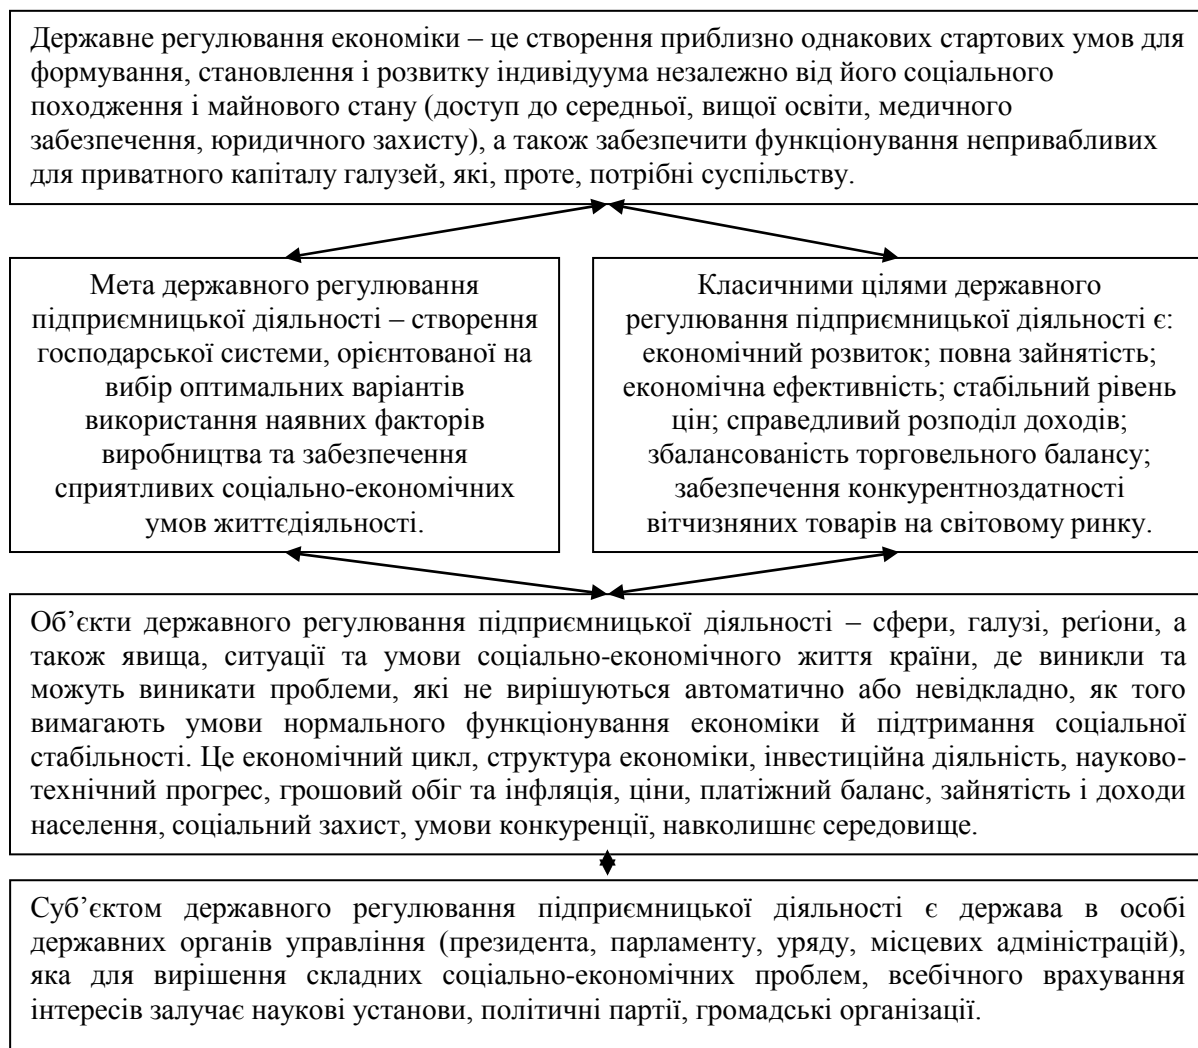 Державне регулювання економіки – це створення приблизно однакових стартових умов для
формування, становлення і розвитку індивідуума незалежно від його соціального
походження і майнового стану (доступ до середньої, вищої освіти, медичного
забезпечення, юридичного захисту), а також забезпечити функціонування непривабливих
для приватного капіталу галузей, які, проте, потрібні суспільству.
Мета державного регулювання
підприємницької діяльності – створення
господарської системи, орієнтованої на
вибір оптимальних варіантів
використання наявних факторів
виробництва та забезпечення
сприятливих соціально-економічних
умов життєдіяльності.
Класичними цілями державного
регулювання підприємницької діяльності є:
економічний розвиток; повна зайнятість;
економічна ефективність; стабільний рівень
цін; справедливий розподіл доходів;
збалансованість торговельного балансу;
забезпечення конкурентноздатності
вітчизняних товарів на світовому ринку.
Об’єкти державного регулювання підприємницької діяльності – сфери, галузі, реґіони, а
також явища, ситуації та умови соціально-економічного життя країни, де виникли та
можуть виникати проблеми, які не вирішуються автоматично або невідкладно, як того
вимагають умови нормального функціонування економіки й підтримання соціальної
стабільності. Це економічний цикл, структура економіки, інвестиційна діяльність, науково-
технічний прогрес, грошовий обіг та інфляція, ціни, платіжний баланс, зайнятість і доходи
населення, соціальний захист, умови конкуренції, навколишнє середовище.
Суб’єктом державного регулювання підприємницької діяльності є держава в особі
державних органів управління (президента, парламенту, уряду, місцевих адміністрацій),
яка для вирішення складних соціально-економічних проблем, всебічного врахування
інтересів залучає наукові установи, політичні партії, громадські організації.